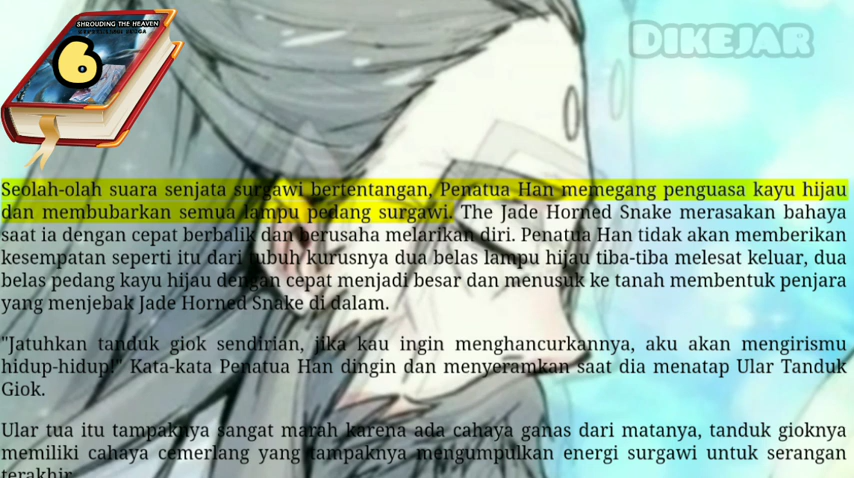 SHROUDING THE HEAVEN
6
DIKEJAR
Seolah-olah suara senjata surgawi bertentangan, Penatua Han memegang penguasa kayu hijau
dan membubarkan semua lampu pedang surgawi. The Jade Horned Snake merasakan bahaya
saat ia dengan cepat berbalik dan berusaha melarikan diri. Penatua Han tidak akan memberikan
kesempatan seperti itu dari tubuh kurusnya dua belas lampu hijau tiba-tiba melesat keluar, dua
belas pedang kayu hijau dengan cepat menjadi besar dan menusuk ke tanah membentuk penjara
yang menjebak Jade Horned Snake di dalam.
"Jatuhkan tanduk giok sendirian, jika kau ingin menghancurkannya, aku akan mengirismu
hidup-hidup!" Kata-kata Penatua Han dingin dan menyeramkan saat dia menatap Ular Tanduk
Giok.
Ular tua itu tampaknya sangat marah karena ada cahaya ganas dari matanya, tanduk gioknya
memiliki cahaya cemerlang yang tampaknya mengumpulkan energi surgawi untuk serangan
terakhir